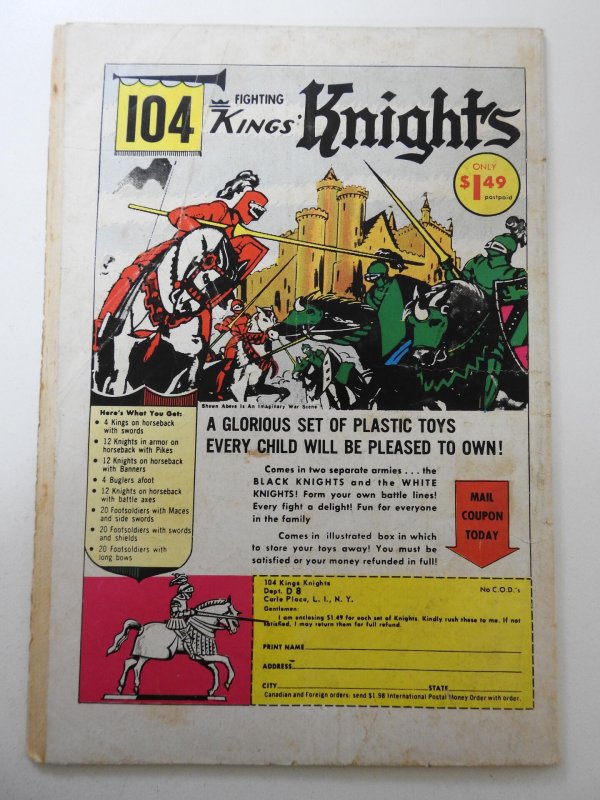 104
FIGHTING
KINGS'
Knights
ONLY
$1.49
postpaid
Shown Above Is An Imaginary War Scene
Here's What You Get:
• 4 Kings on horseback
with swords
• 12 Knights in armor on
horseback with Pikes
• 12 Knights on horseback
with Banners
• 4 Buglers afoot
• 12 Knights on horseback
with battle axes
• 20 Footsoldiers with Maces
and side swords
• 20 Footsoldiers with swords
and shields
• 20 Footsoldiers with
long bows
A GLORIOUS SET OF PLASTIC TOYS
EVERY CHILD WILL BE PLEASED TO OWN!
Comes in two separate armies . . . the
BLACK KNIGHTS and the WHITE
KNIGHTS! Form your own battle lines!
Every fight a delight! Fun for everyone
in the family
Comes in illustrated box in which
to store your toys away! You must be
satisfied or your money refunded in full!
MAIL
COUPON
TODAY
104 Kings Knights
Dept. D 8
Carle Place, L. I., N. Y.
No C.O.D.'s
Gentlemen:
I am enclosing $1.49 for each set of Knights. Kindly rush these to me. If not
satisfied, I may return them for full refund.
PRINT NAME
ADDRESS
CITY STATE
Canadian and Foreign orders: send $1.98 International Postal Money Order with order.